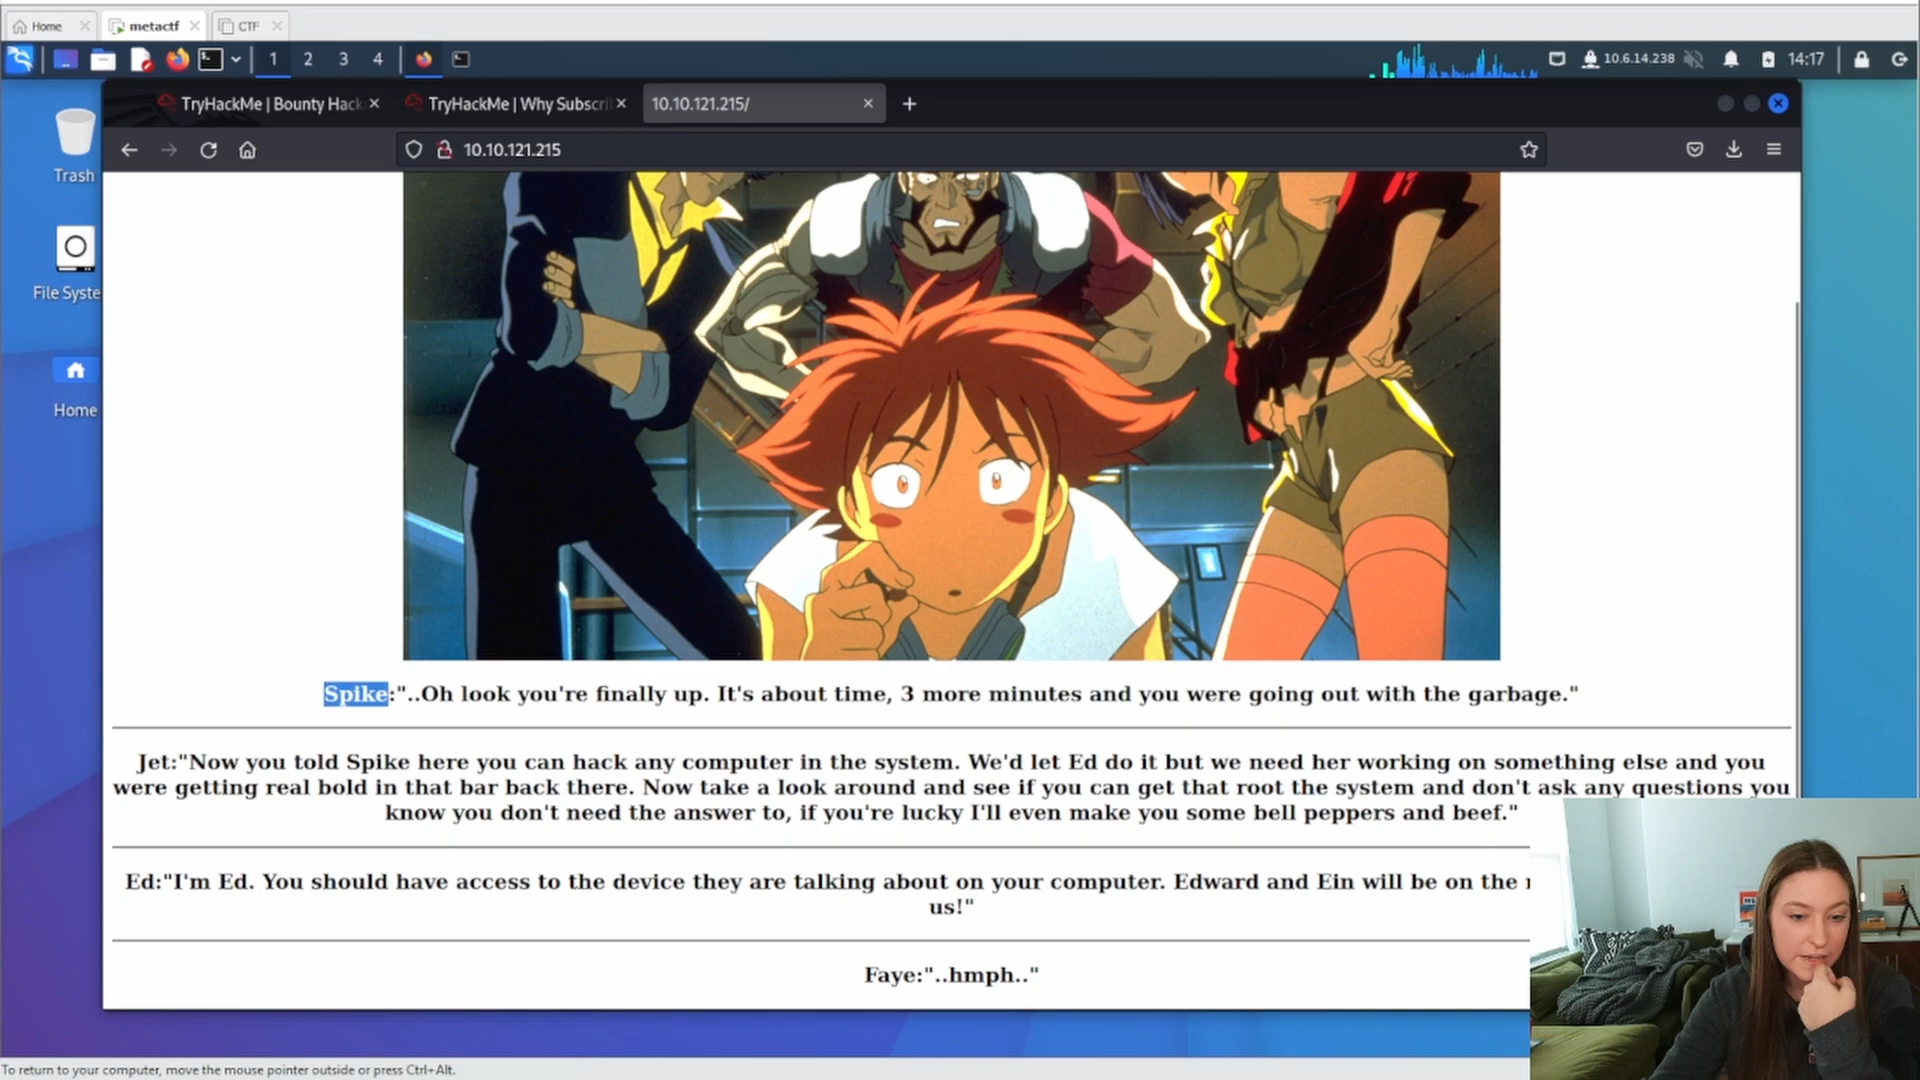 Home
metactf
CTF
1 2 3 4
10.6.14.238
14:17
TryHackMe | Bounty Hack
TryHackMe | Why Subscri
10.10.121.215/
10.10.121.215
Trash
File Syste
Home
Spike:"..Oh look you're finally up. It's about time, 3 more minutes and you were going out with the garbage."
Jet:"Now you told Spike here you can hack any computer in the system. We'd let Ed do it but we need her working on something else and you
were getting real bold in that bar back there. Now take a look around and see if you can get that root the system and don't ask any questions you
know you don't need the answer to, if you're lucky I'll even make you some bell peppers and beef."
Ed:"I'm Ed. You should have access to the device they are talking about on your computer. Edward and Ein will be on the
us!"
Faye:"..hmph.."
To return to your computer, move the mouse pointer outside or press Ctrl+Alt.